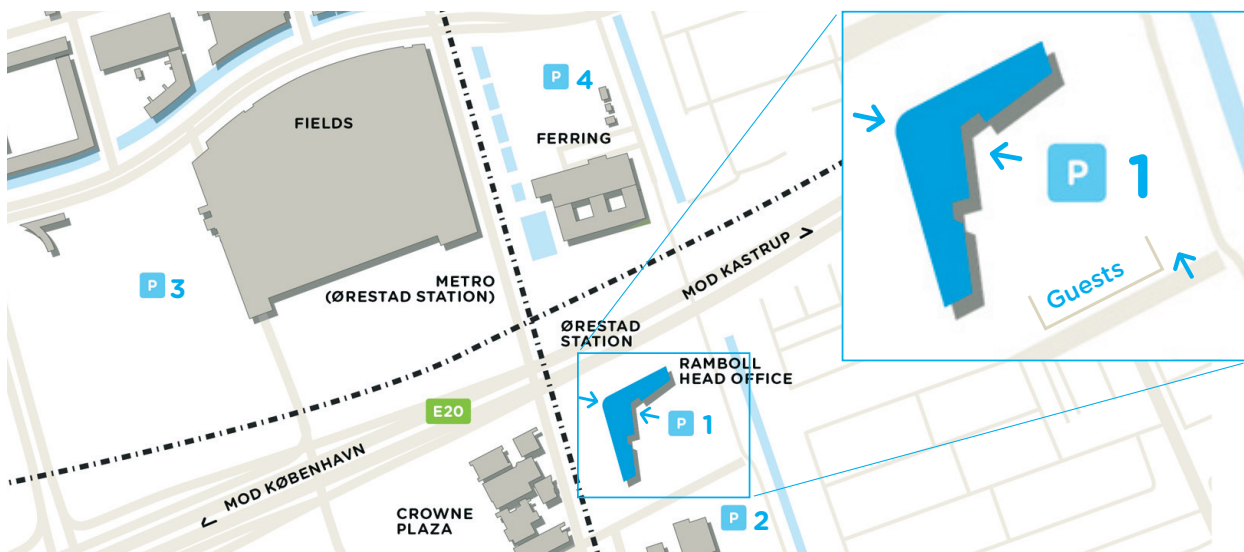 P 4
FIELDS
FERRING
P 1
P 3
METRO
(ØRESTAD STATION)
MOD KASTRUP >
Guests
ØRESTAD
STATION
RAMBOLL
HEAD OFFICE
E20
P 1
< MOD KØBENHAVN
CROWNE
PLAZA
P 2